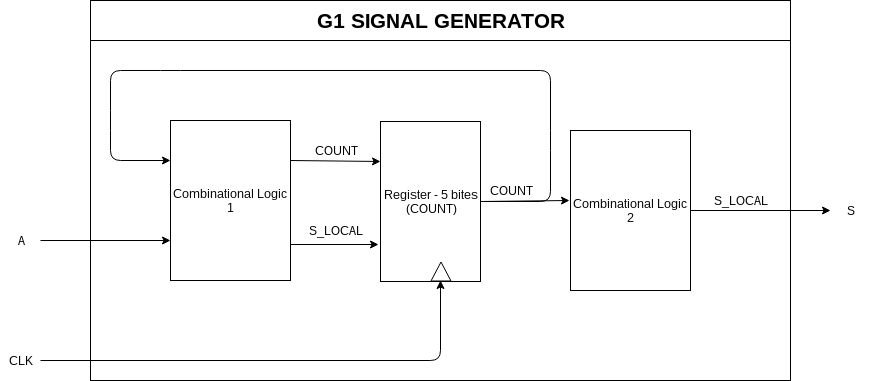 G1 SIGNAL GENERATOR
COUNT
Combinational Logic
1
S_LOCAL
A
Register - 5 bites
(COUNT)
COUNT
Combinational Logic
2
S_LOCAL
S
CLK